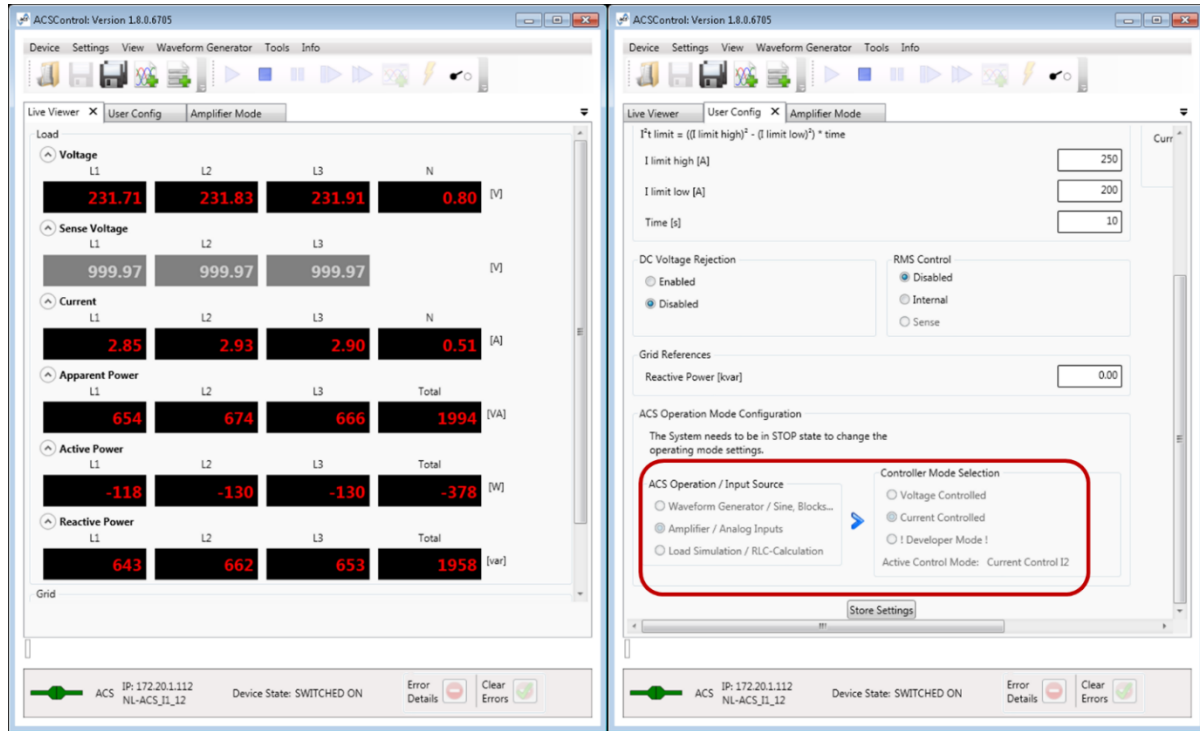 ACSControl: Version 1.8.0.6705
Device Settings View Waveform Generator Tools Info
Live Viewer User Config Amplifier Mode
Load
Voltage
L1 L2 L3 N
231.71 231.83 231.91 0.80 [V]
Sense Voltage
L1 L2 L3
999.97 999.97 999.97 [V]
Current
L1 L2 L3 N
2.85 2.93 2.90 0.51 [A]
Apparent Power
L1 L2 L3 Total
654 674 666 1994 [VA]
Active Power
L1 L2 L3 Total
-118 -130 -130 -378 [W]
Reactive Power
L1 L2 L3 Total
643 662 653 1958 [var]
Grid
ACS IP: 172.20.1.112 Device State: SWITCHED ON Error Details Clear Errors
NL-ACS_I1_12
ACSControl: Version 1.8.0.6705
Device Settings View Waveform Generator Tools Info
Live Viewer User Config Amplifier Mode
I²t limit = ((I limit high)² - (I limit low)²) * time
Curr
I limit high [A] 250
I limit low [A] 200
Time [s] 10
DC Voltage Rejection
Enabled
Disabled
RMS Control
Disabled
Internal
Sense
Grid References
Reactive Power [kvar] 0.00
ACS Operation Mode Configuration
The System needs to be in STOP state to change the
operating mode settings.
ACS Operation / Input Source
Waveform Generator / Sine, Blocks...
Amplifier / Analog Inputs
Load Simulation / RLC-Calculation
Controller Mode Selection
Voltage Controlled
Current Controlled
! Developer Mode !
Active Control Mode: Current Control I2
Store Settings
ACS IP: 172.20.1.112 Device State: SWITCHED ON Error Details Clear Errors
NL-ACS_I1_12